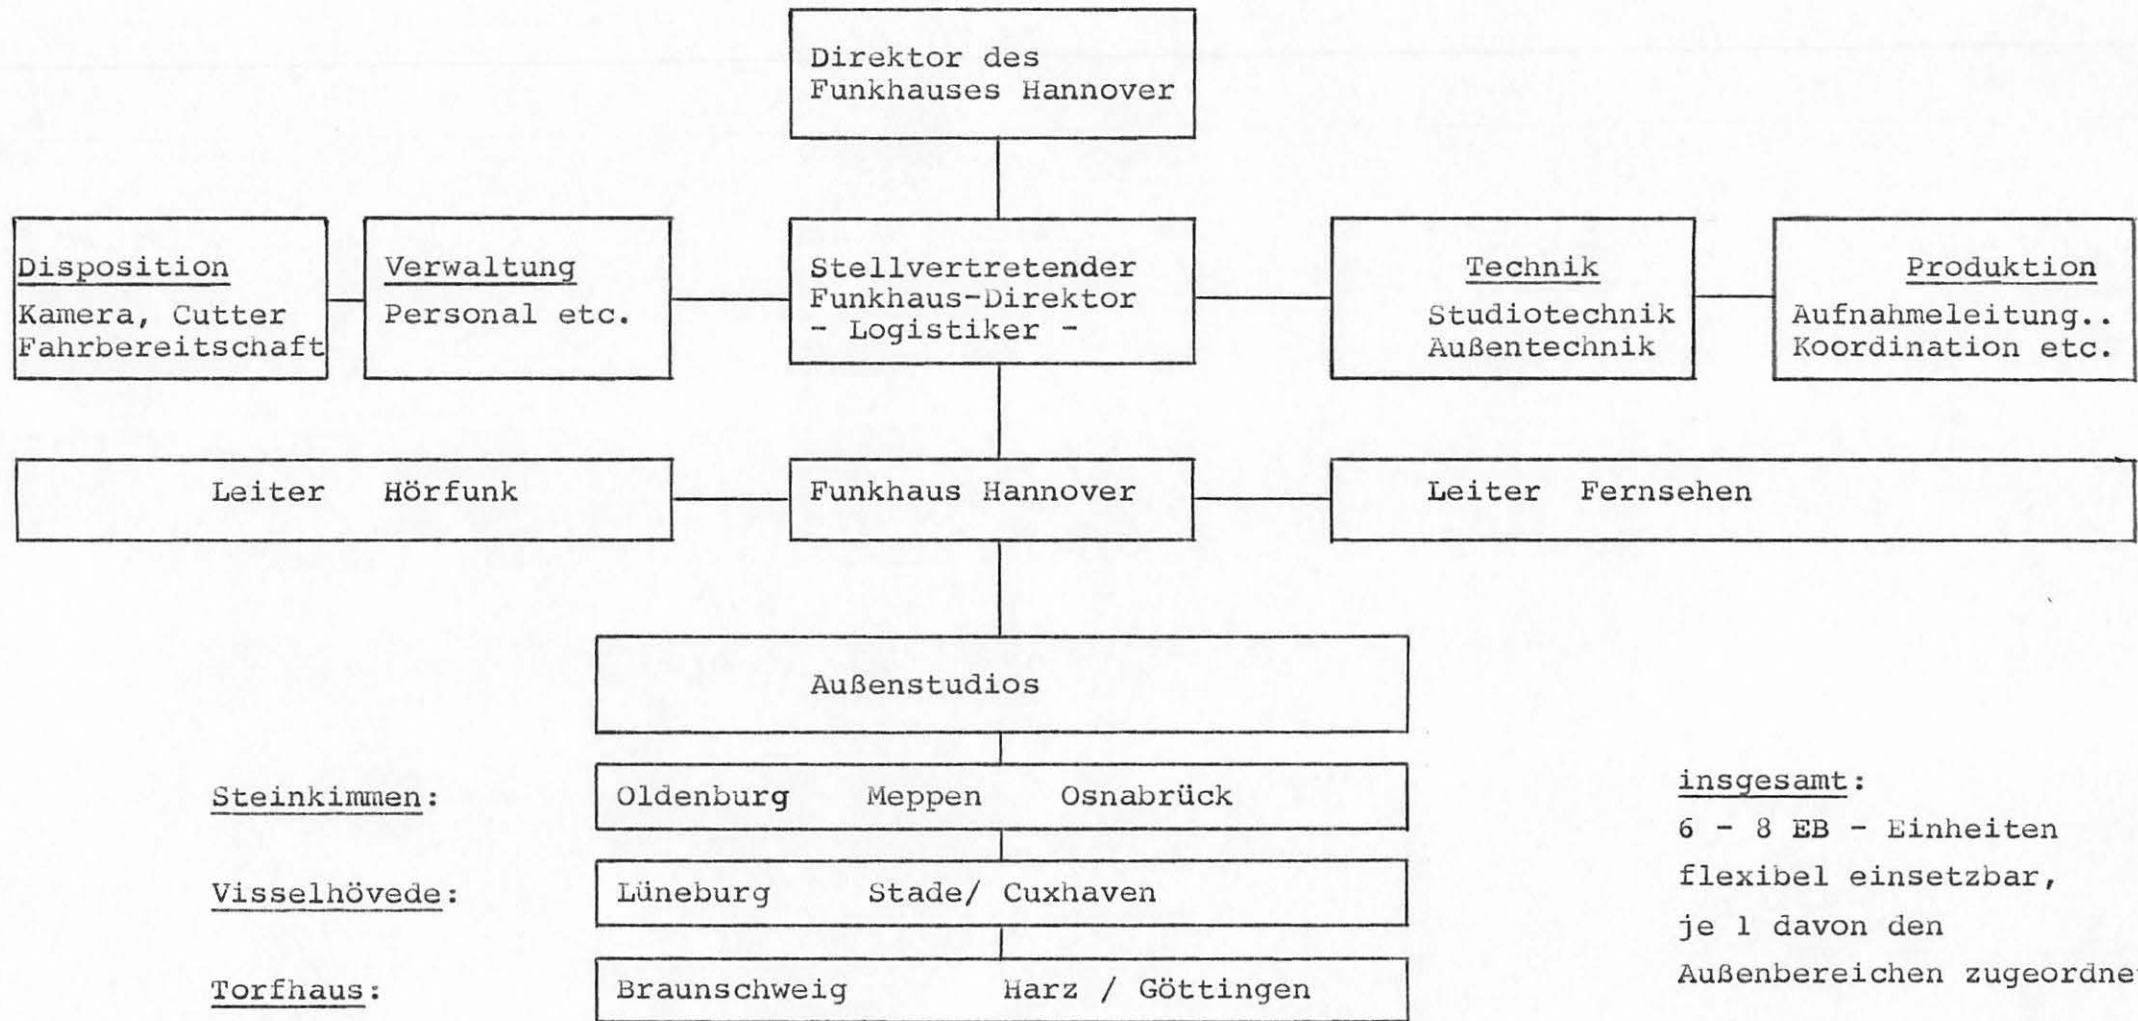 Direktor des
Funkhauses Hannover
Disposition
Kamera, Cutter
Fahrbereitschaft
Verwaltung
Personal etc.
Stellvertretender
Funkhaus-Direktor
- Logistiker -
Technik
Studiotechnik
Außentechnik
Produktion
Aufnahmeleitung..
Koordination etc.
Leiter Hörfunk
Funkhaus Hannover
Leiter Fernsehen
Außenstudios
Steinkimmen:
Oldenburg Meppen Osnabrück
Visselhövede:
Lüneburg Stade/ Cuxhaven
Torfhaus:
Braunschweig Harz / Göttingen
insgesamt:
6 - 8 EB - Einheiten
flexibel einsetzbar,
je 1 davon den
Außenbereichen zugeordne